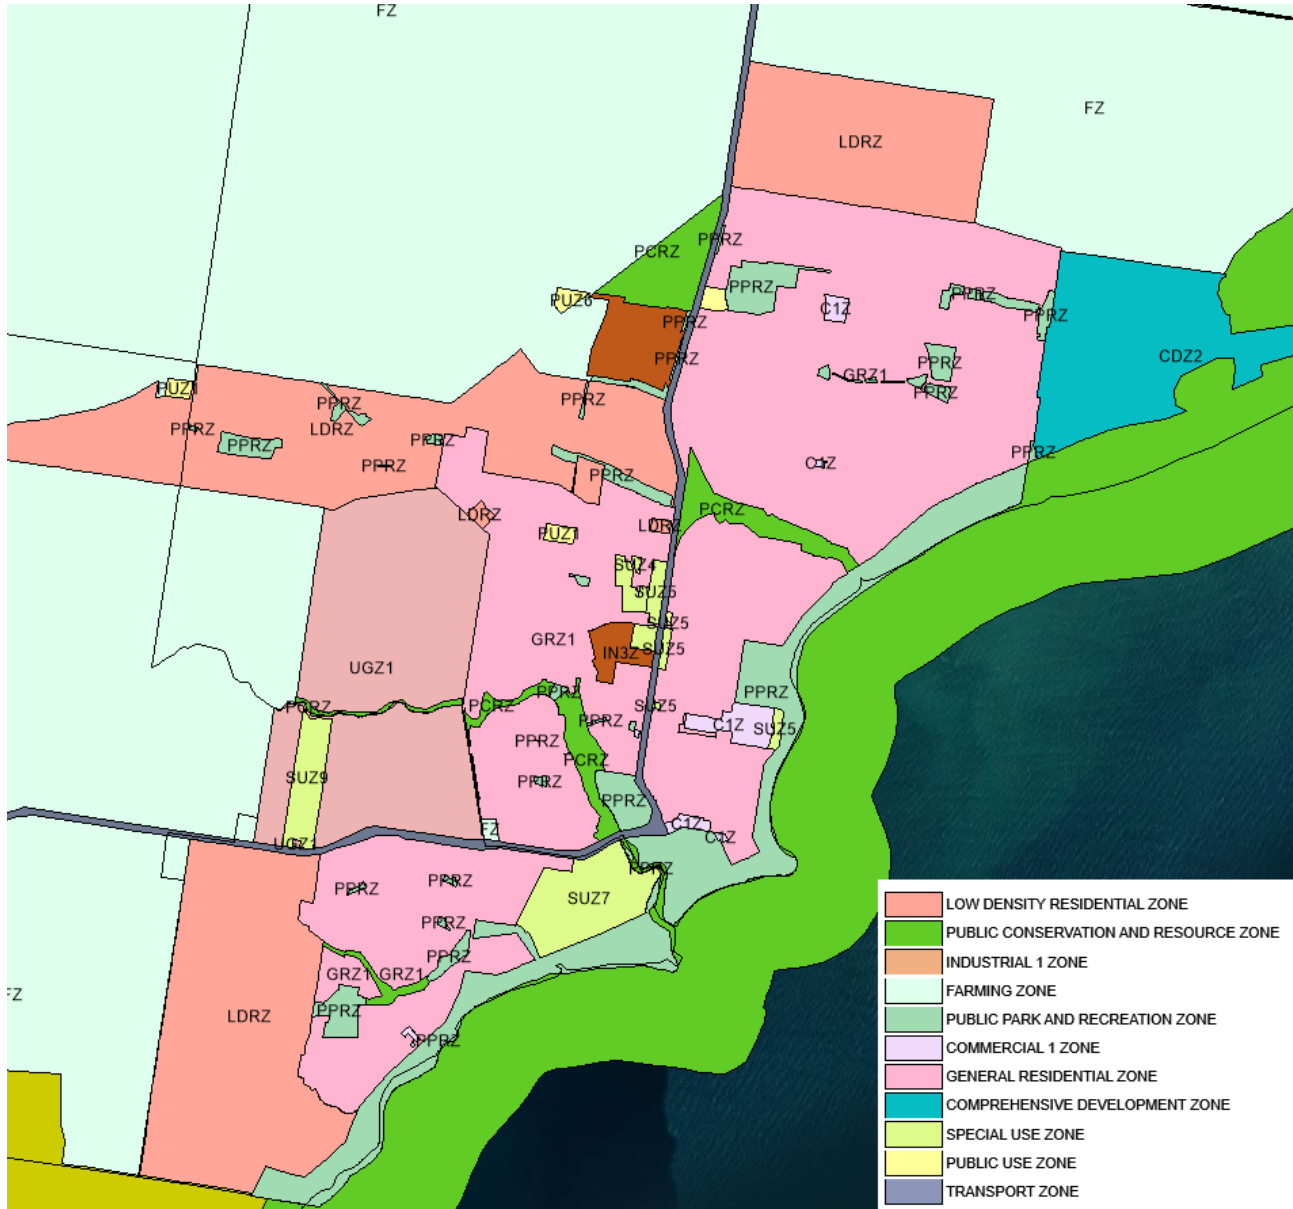 FZ
FZ
LDRZ
PPRZ
PCRZ
PPRZ
PPRZ
PUZ6
C1Z
PPRZ
PPRZ
PPRZ
CDZ2
PPRZ
PPRZ
GRZ1
PUZ1
PPRZ
PPRZ
PPRZ
LDRZ
PPRZ
PPRZ
PPRZ
PPRZ
PPRZ
C1Z
PPRZ
PCRZ
LDRZ
LDRZ
PUZ1
SUZ4
SUZ5
SUZ5
GRZ1
SUZ5
IN3Z
UGZ1
PPRZ
PPRZ
PCRZ
PCRZ
SUZ5
PPRZ
C1Z
SUZ5
PPRZ
PCRZ
SUZ9
PPRZ
PPRZ
C1Z
FZ
C1Z
UGZ1
PPRZ
PPRZ
PPRZ
SUZ7
PPRZ
PPRZ
GRZ1
GRZ1
FZ
PPRZ
LDRZ
PPRZ
LOW DENSITY RESIDENTIAL ZONE
PUBLIC CONSERVATION AND RESOURCE ZONE
INDUSTRIAL 1 ZONE
FARMING ZONE
PUBLIC PARK AND RECREATION ZONE
COMMERCIAL 1 ZONE
GENERAL RESIDENTIAL ZONE
COMPREHENSIVE DEVELOPMENT ZONE
SPECIAL USE ZONE
PUBLIC USE ZONE
TRANSPORT ZONE